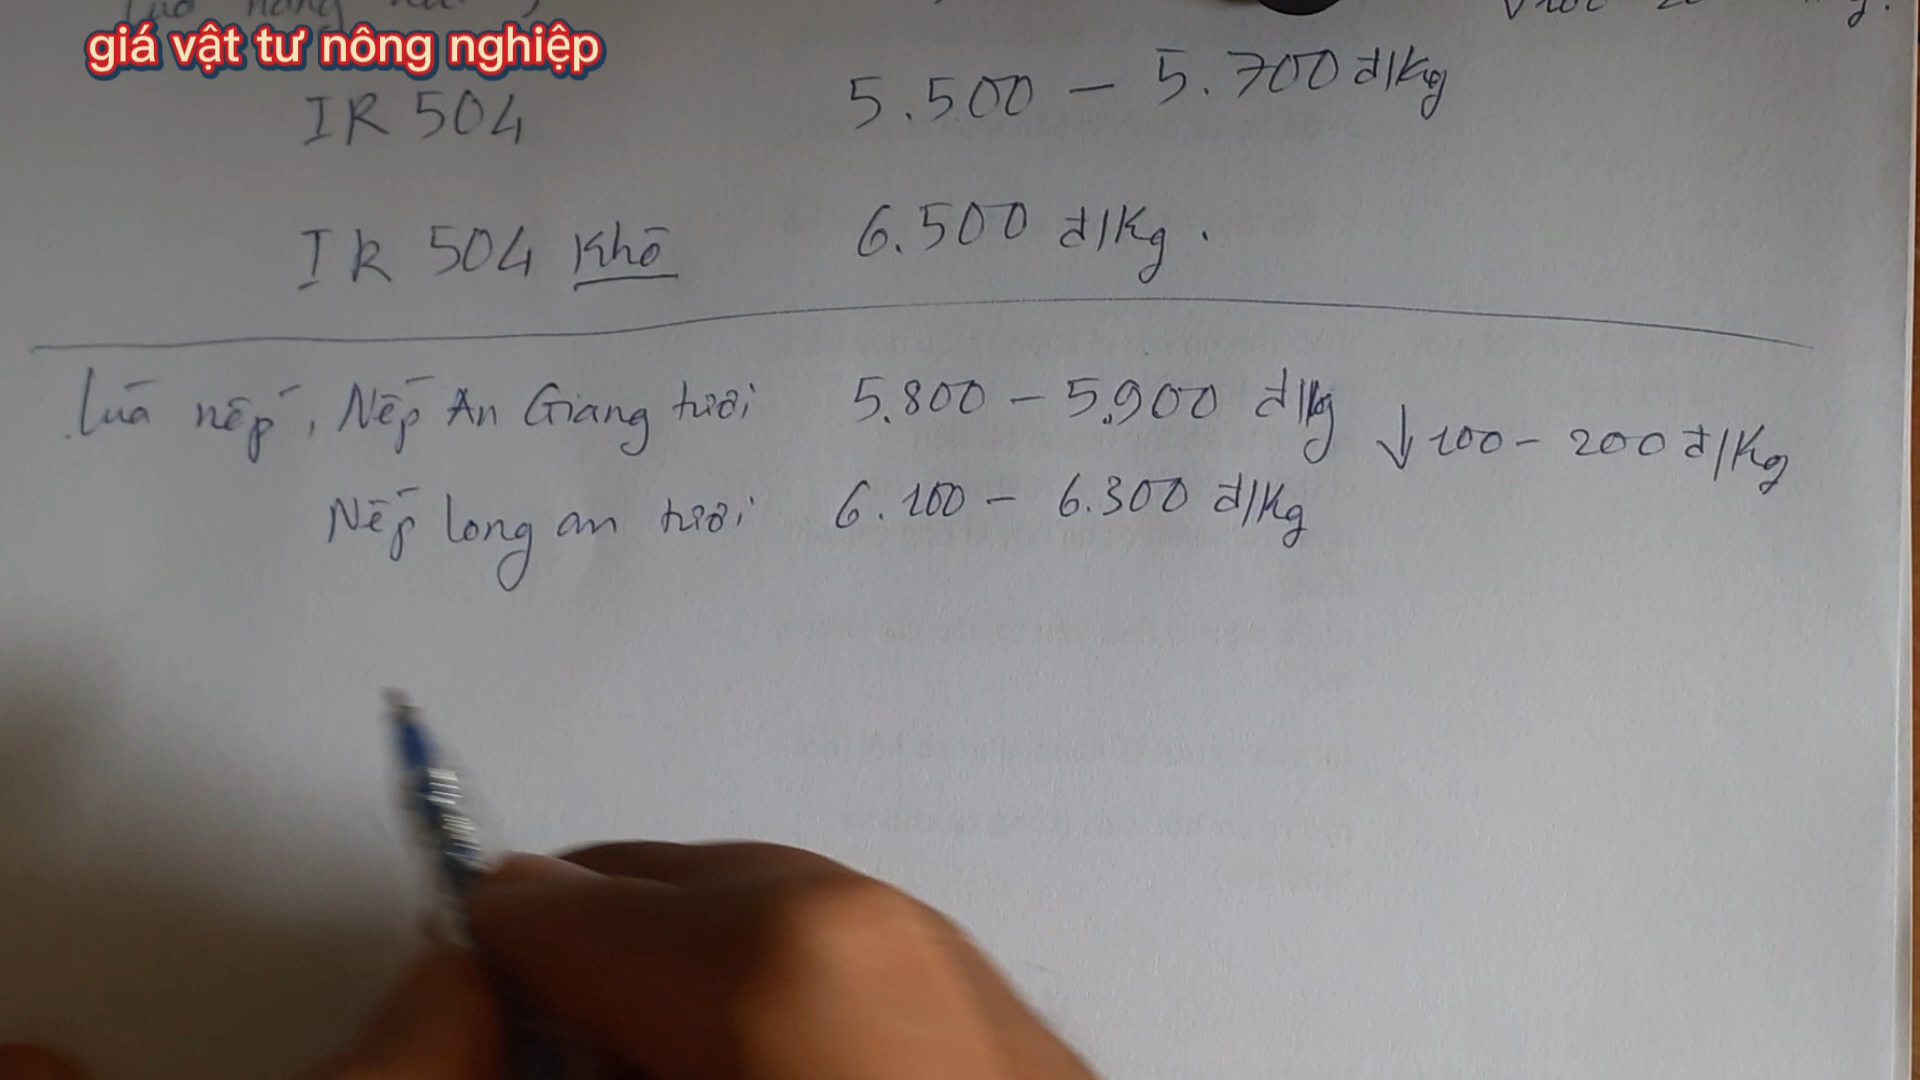 giá vật tư nông nghiệp
IR 504 5.500 - 5.700 đ/Kg
IR 504 Khô 6.500 đ/Kg.
Lúa nếp, Nếp An Giang tươi 5.800 - 5.900 đ/kg ↓ 100 - 200 đ/Kg
Nếp long an tươi 6.100 - 6.300 đ/Kg